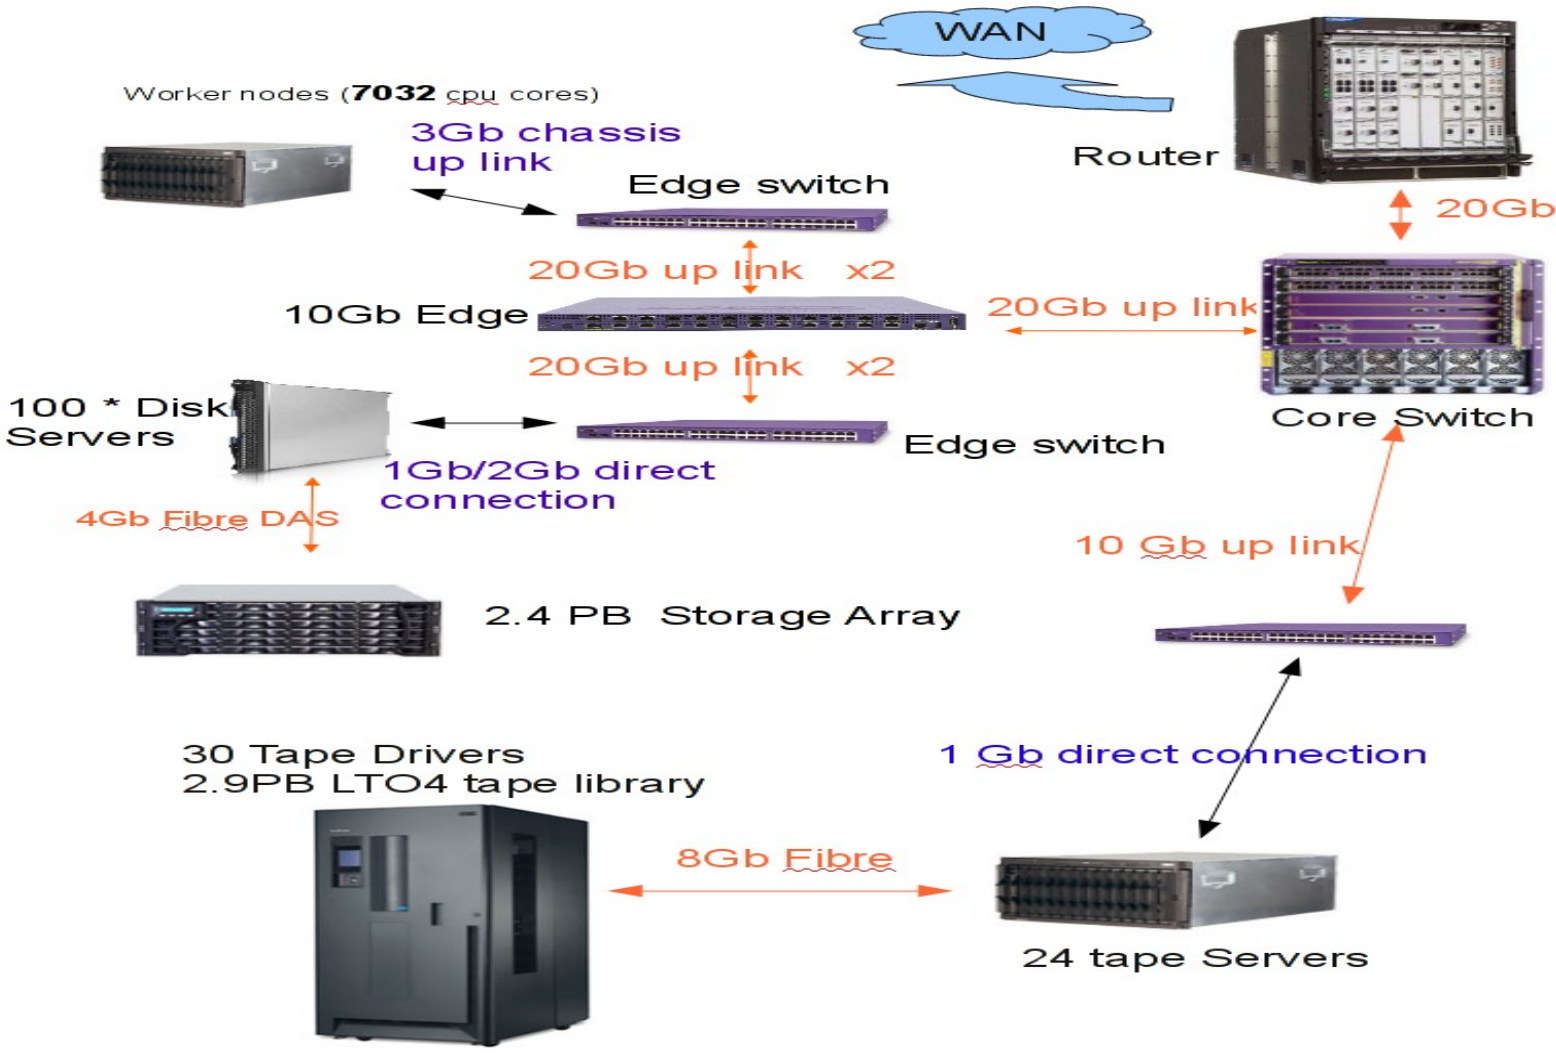 WAN
Worker nodes (7032 cpu cores)
3Gb chassis
up link
Router
Edge switch
20Gb
20Gb up link x2
10Gb Edge
20Gb up link
20Gb up link x2
100 * Disk
Servers
Core Switch
Edge switch
1Gb/2Gb direct
connection
4Gb Fibre DAS
10 Gb up link
2.4 PB Storage Array
30 Tape Drivers
2.9PB LTO4 tape library
1 Gb direct connection
8Gb Fibre
24 tape Servers